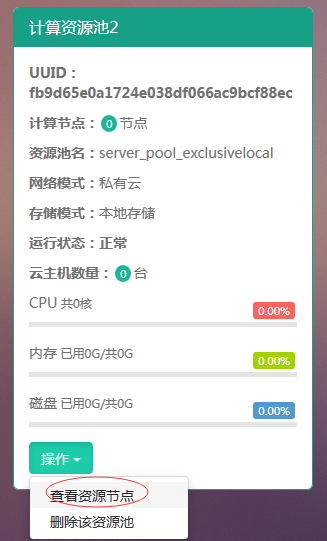 计算资源池2
UUID：
fb9d65e0a1724e038df066ac9bcf88ec
计算节点：0节点
资源池名：server_pool_exclusivelocal
网络模式：私有云
存储模式：本地存储
运行状态：正常
云主机数量：0台
CPU 共0核
0.00%
内存 已用0G/共0G
0.00%
磁盘 已用0G/共0G
0.00%
操作
查看资源节点
删除该资源池